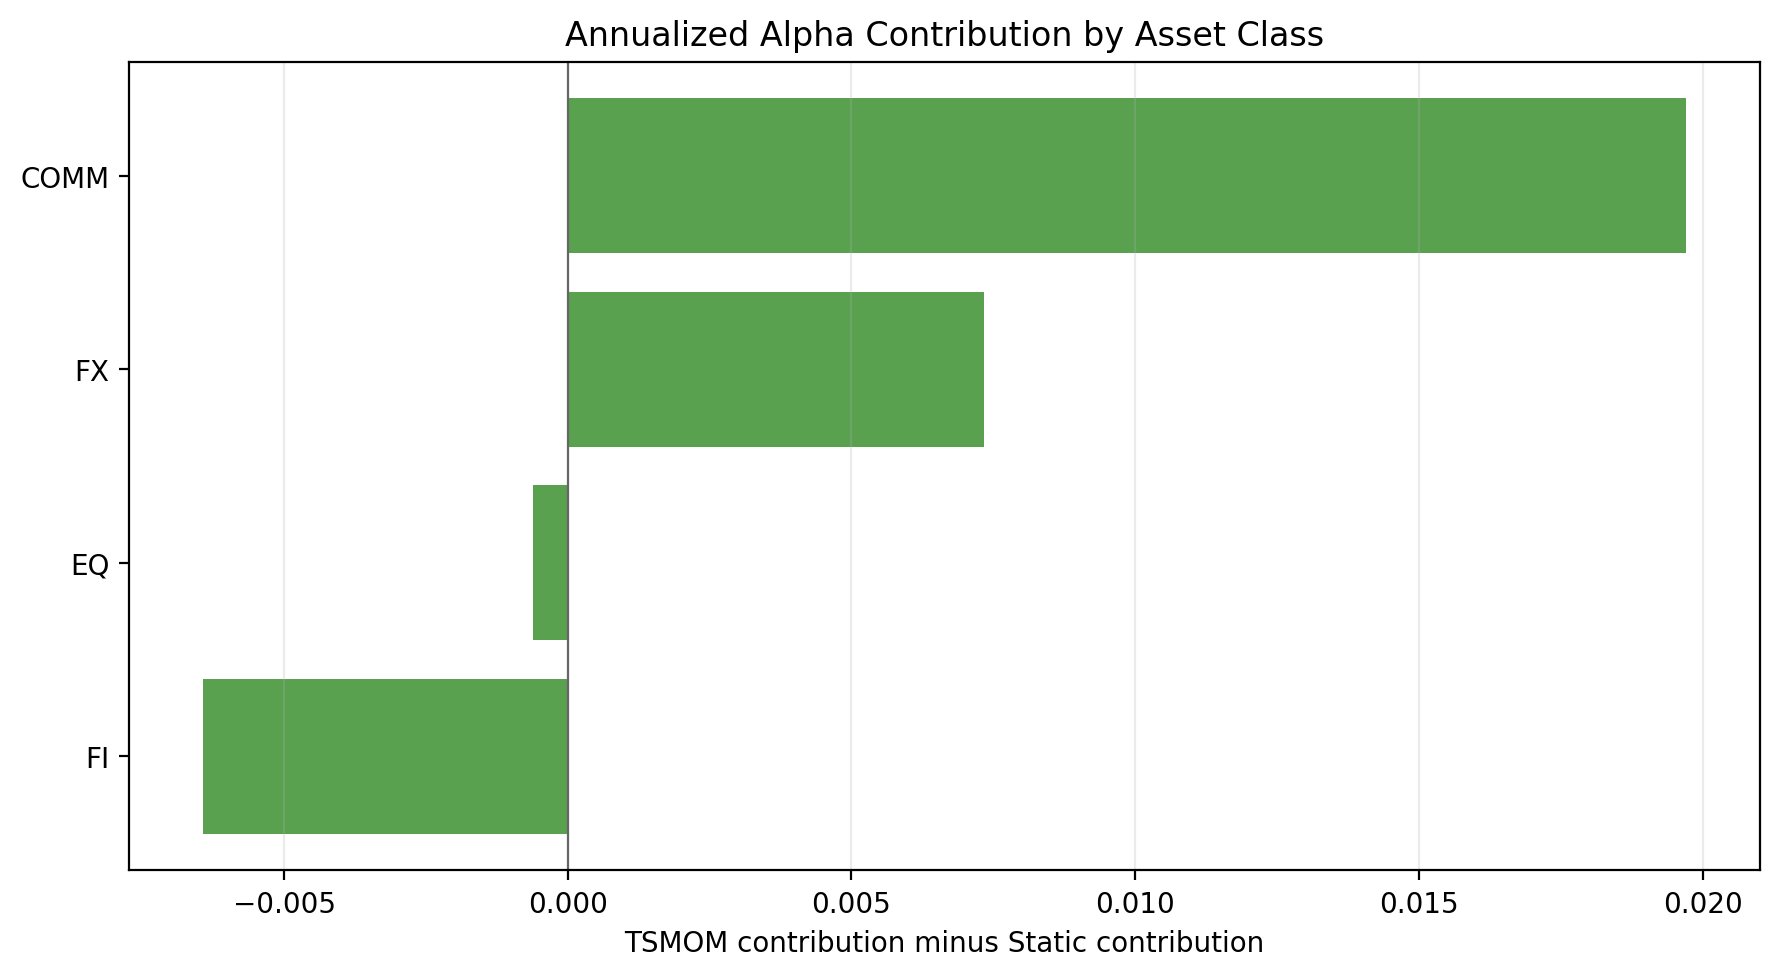 Annualized Alpha Contribution by Asset Class
COMM
FX
EQ
FI
−0.005 0.000 0.005 0.010 0.015 0.020
TSMOM contribution minus Static contribution